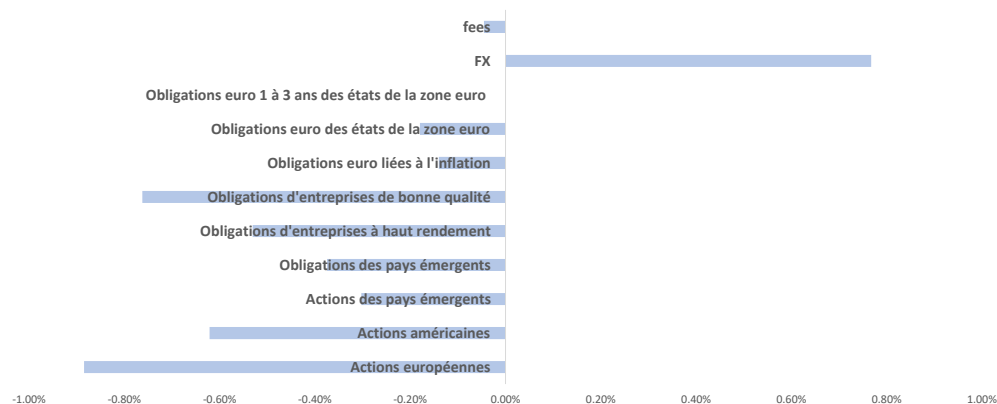 fees
FX
Obligations euro 1 à 3 ans des états de la zone euro
Obligations euro des états de la zone euro
Obligations euro liées à l'inflation
Obligations d'entreprises de bonne qualité
Obligations d'entreprises à haut rendement
Obligations des pays émergents
Actions des pays émergents
Actions américaines
Actions européennes
-1.00% -0.80% -0.60% -0.40% -0.20% 0.00% 0.20% 0.40% 0.60% 0.80% 1.00%